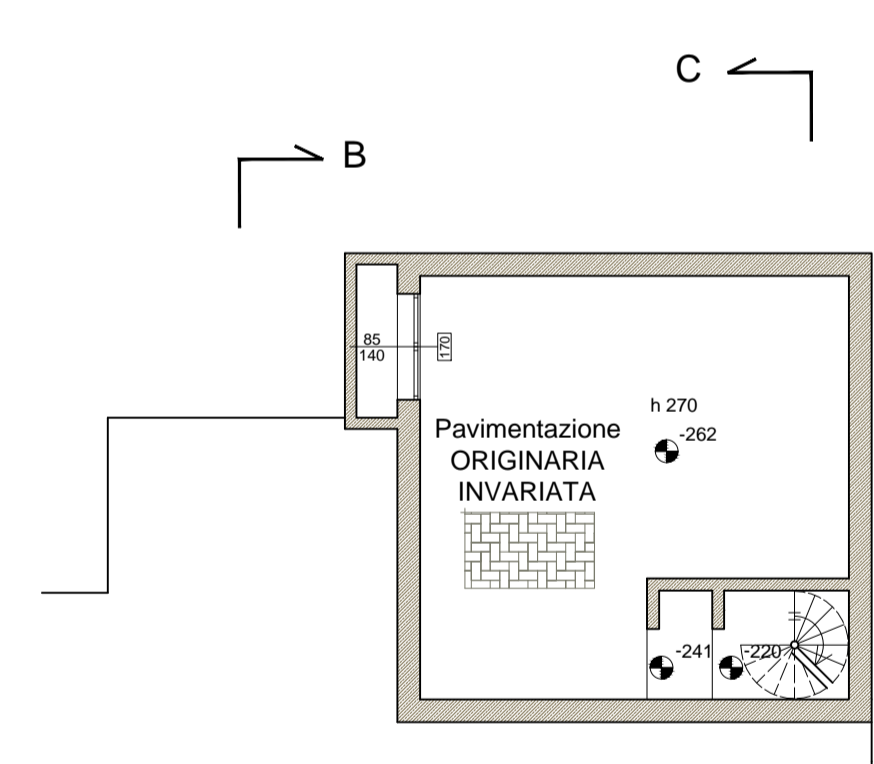 C
B
85
140
170
h 270
-262
Pavimentazione
ORIGINARIA
INVARIATA
-241
-220